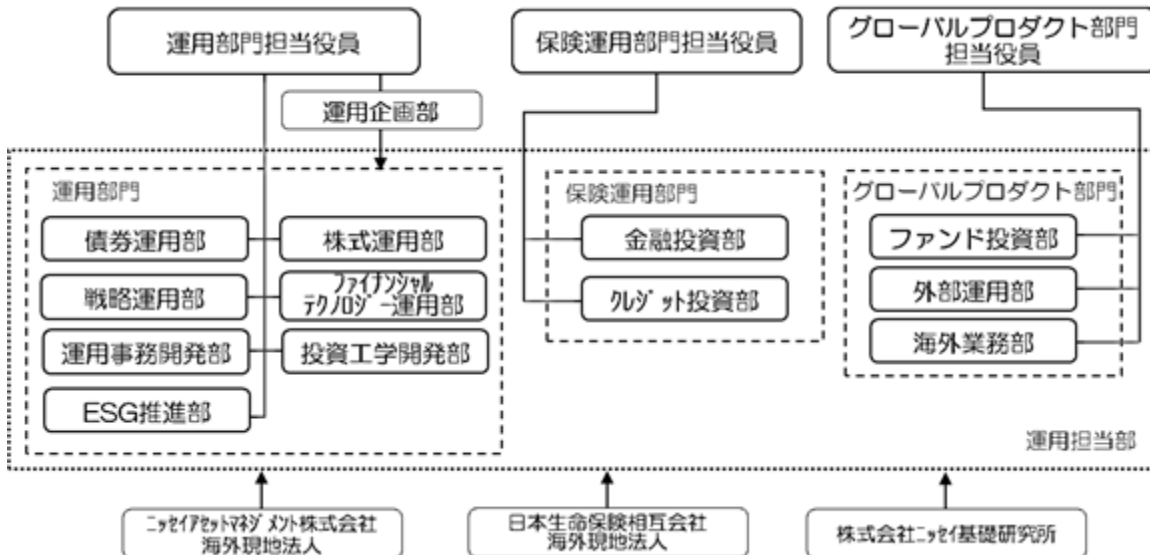 運用部門担当役員
保険運用部門担当役員
グローバルプロダクト部門
担当役員
運用企画部
運用部門
債券運用部
株式運用部
戦略運用部
ファイナンシャル
テクノロジー運用部
運用事務開発部
投資工学開発部
ESG推進部
保険運用部門
金融投資部
クレジット投資部
グローバルプロダクト部門
ファンド投資部
外部運用部
海外業務部
運用担当部
ニッセイアセットマネジメント株式会社
海外現地法人
日本生命保険相互会社
海外現地法人
株式会社ニッセイ基礎研究所